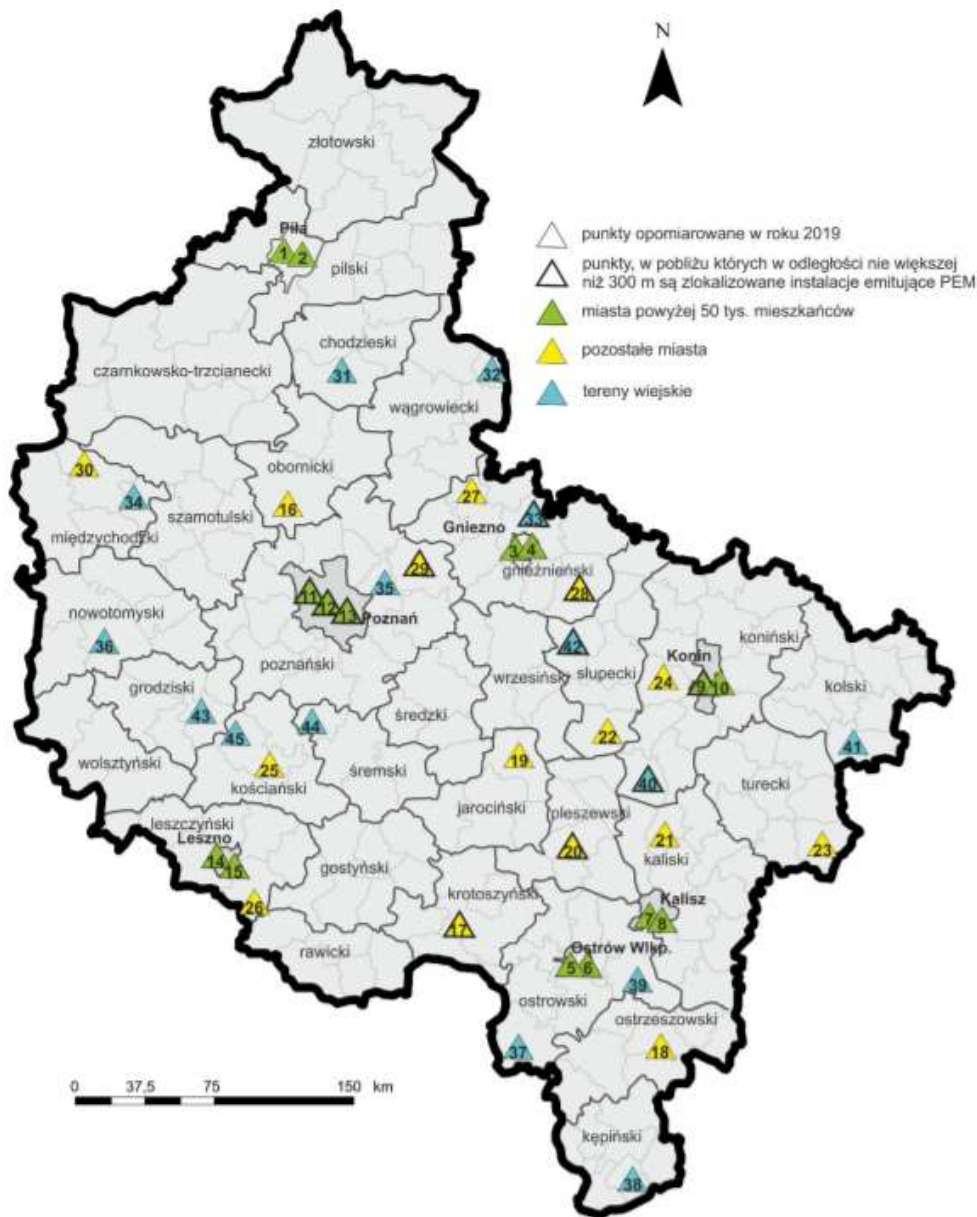 N
złotowski
Piła
1
2
pilski
punkty opomiarowane w roku 2019
punkty, w pobliżu których w odległości nie większej
niż 300 m są zlokalizowane instalacje emitujące PEM
miasta powyżej 50 tys. mieszkańców
pozostałe miasta
tereny wiejskie
chodzieski
31
32
czarnkowsko-trzcianecki
wągrowiecki
30
obornicki
27
34
16
szamotulski
33
Gniezno
międzychodzki
3
4
29
gnieźnieński
11
35
28
12
13
Poznań
nowotomyski
36
42
koniński
Konin
poznański
wrzesiński
słupecki
24
9
10
kolski
grodziski
średzki
43
44
45
22
41
wolsztyński
25
19
kościański
śremski
40
turecki
jarociński
pleszewski
leszczyński
Leszno
21
23
14
15
20
kaliski
gostyński
krotoszyński
26
Kalisz
7
8
17
rawicki
Ostrów Wlkp.
5
6
39
ostrowski
ostrzeszowski
37
18
0 37,5 75 150 km
kępiński
38